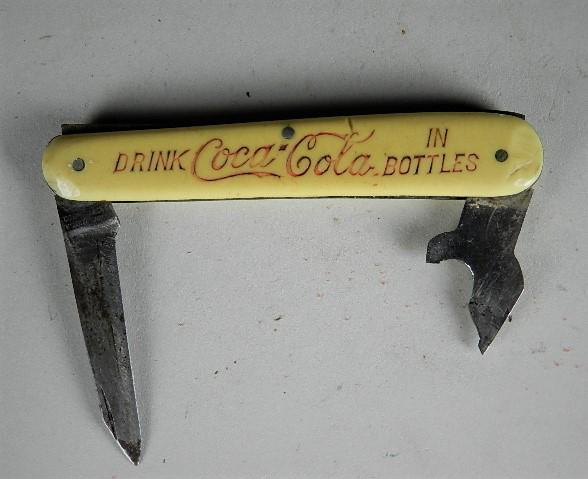 DRINK Coca-Cola IN BOTTLES